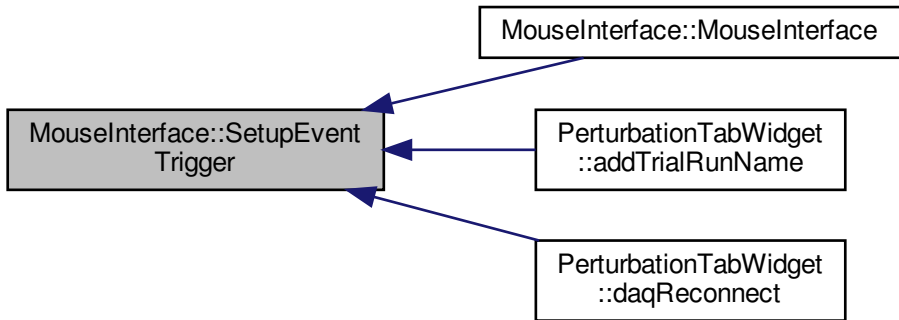 MouseInterface::MouseInterface
MouseInterface::SetupEvent
Trigger
PerturbationTabWidget
::addTrialRunName
PerturbationTabWidget
::daqReconnect